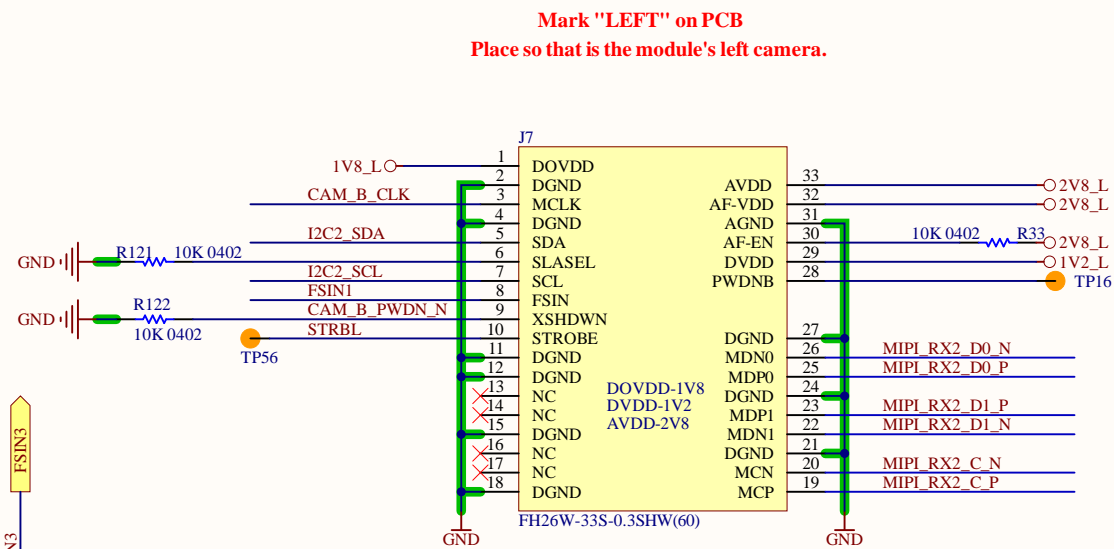 Mark "LEFT" on PCB
Place so that is the module's left camera.
J7
1V8_L 1 DOVDD
2 DGND AVDD 33 2V8_L
CAM_B_CLK 3 MCLK AF-VDD 32 2V8_L
4 DGND AGND 31
I2C2_SDA 5 SDA AF-EN 30 10K 0402 R33 2V8_L
GND R121 10K 0402 6 SLASEL DVDD 29 1V2_L
I2C2_SCL 7 SCL PWDNB 28 TP16
FSIN1 8 FSIN
GND R122 10K 0402 CAM_B_PWDN_N 9 XSHDWN
TP56 STRBL 10 STROBE DGND 27
11 DGND MDN0 26 MIPI_RX2_D0_N
12 DGND MDP0 25 MIPI_RX2_D0_P
13 NC DOVDD-1V8 DGND 24
14 NC DVDD-1V2 MDP1 23 MIPI_RX2_D1_P
15 DGND AVDD-2V8 MDN1 22 MIPI_RX2_D1_N
16 NC DGND 21
17 NC MCN 20 MIPI_RX2_C_N
18 DGND MCP 19 MIPI_RX2_C_P
FH26W-33S-0.3SHW(60)
GND GND
FSIN3
N3